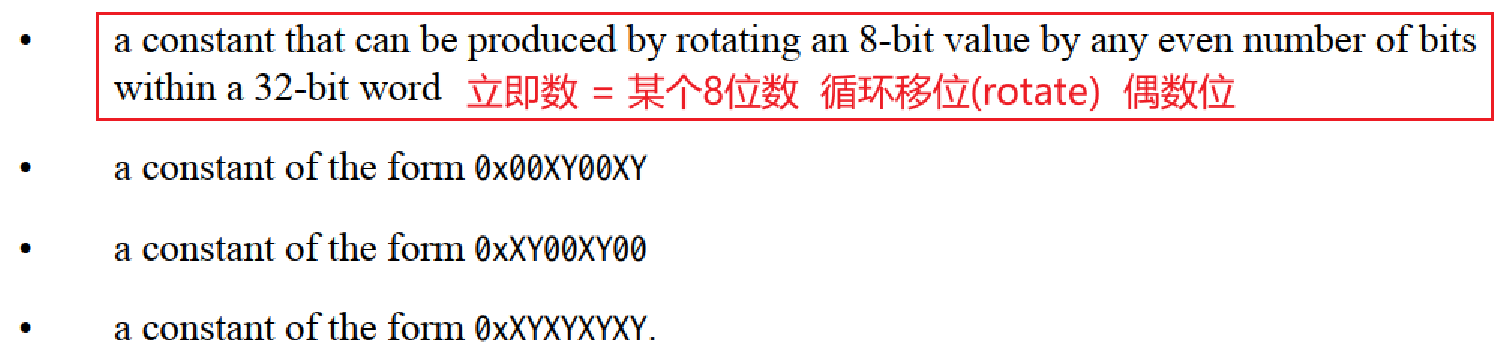 • a constant that can be produced by rotating an 8-bit value by any even number of bits
within a 32-bit word 立即数 = 某个8位数 循环移位(rotate) 偶数位
• a constant of the form 0x00XY00XY
• a constant of the form 0xXY00XY00
• a constant of the form 0xXYXYXYXY.